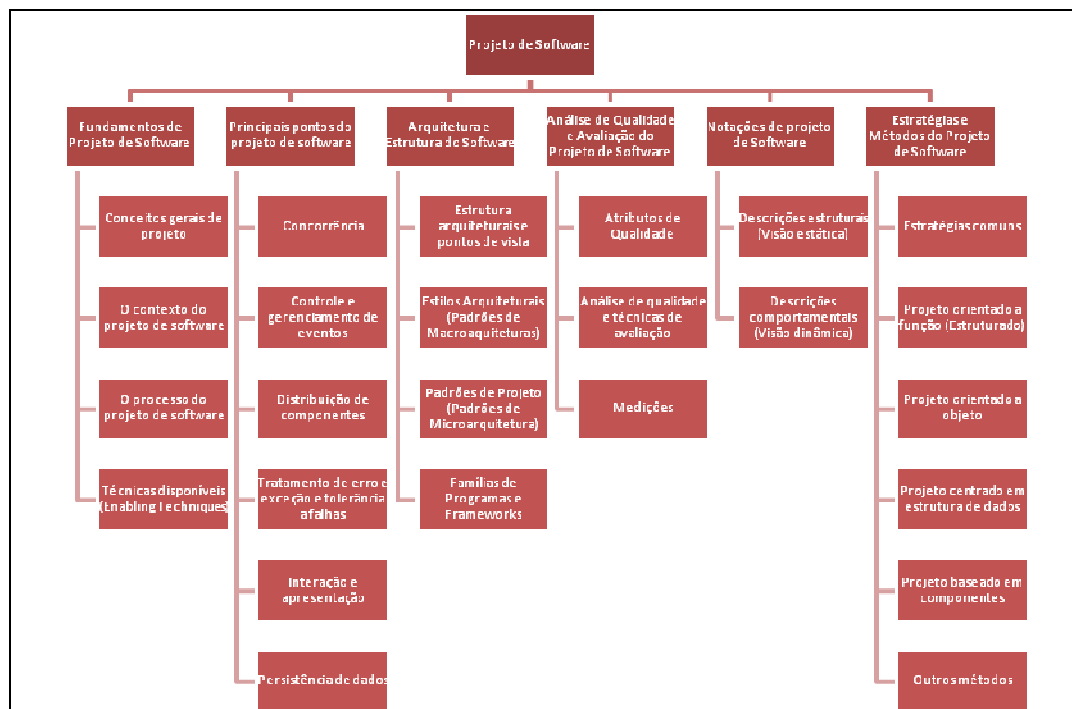 Projeto de Software
Fundamentos de
Projeto de Software
Conceitos gerais de
projeto
O contexto do
projeto de software
O processo do
projeto de software
Técnicas disponíveis
(Enabling Techniques)
Principais pontos do
projeto de software
Concorrência
Controle e
gerenciamento de
eventos
Distribuição de
componentes
Tratamento de erro e
exceção e tolerância
a falhas
Interação e
apresentação
Persistência de dados
Arquitetura e
Estrutura de Software
Estrutura
arquiteturais e
pontos de vista
Estilos Arquiteturais
(Padrões de
Macroaquiteturas)
Padrões de Projeto
(Padrões de
Microarquitetura)
Famílias de
Programas e
Frameworks
Análise de Qualidade
e Avaliação do
Projeto de Software
Atributos de
Qualidade
Análise de qualidade
e técnicas de
avaliação
Medições
Notações de projeto
de Software
Descrições estruturais
(Visão estática)
Descrições
comportamentais
(Visão dinâmica)
Estratégias e
Métodos do Projeto
de Software
Estratégias comuns
Projeto orientado a
função (Estruturado)
Projeto orientado a
objeto
Projeto centrado em
estrutura de dados
Projeto baseado em
componentes
Outros métodos